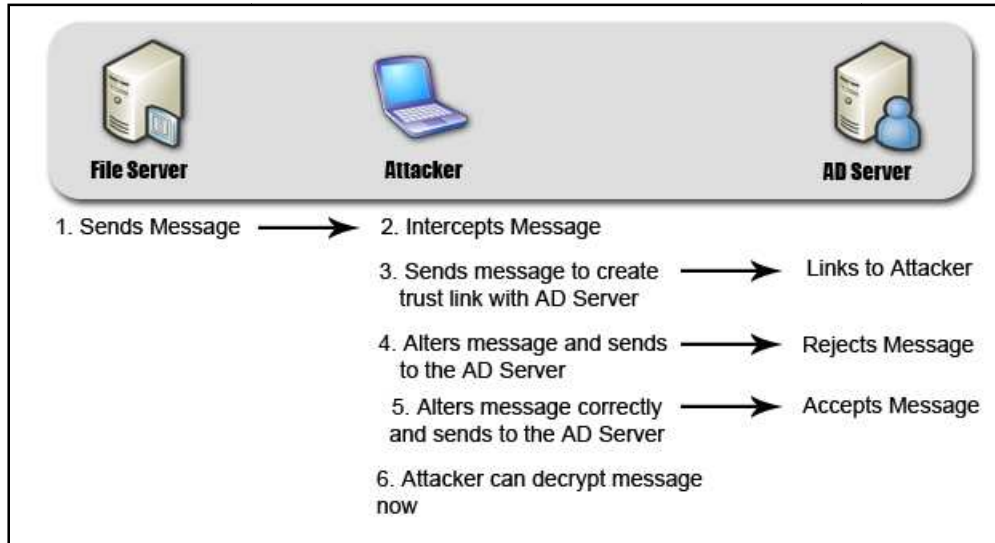 File Server
Attacker
AD Server
1. Sends Message
2. Intercepts Message
3. Sends message to create
trust link with AD Server
Links to Attacker
4. Alters message and sends
to the AD Server
Rejects Message
5. Alters message correctly
and sends to the AD Server
Accepts Message
6. Attacker can decrypt message
now